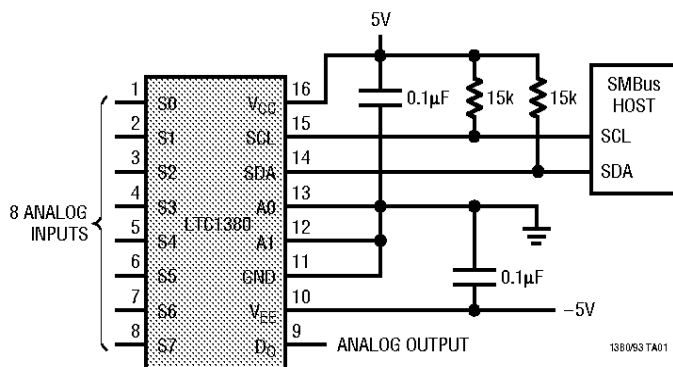 5V
1 S0 VCC 16
2 S1 SCL 15
3 S2 SDA 14
4 S3 A0 13
5 S4 A1 12
6 S5 GND 11
7 S6 VEE 10
8 S7 DO 9
LTC1380
8 ANALOG
INPUTS
0.1µF
15k
15k
SMBus
HOST
SCL
SDA
0.1µF
–5V
ANALOG OUTPUT
1380/93 TA01